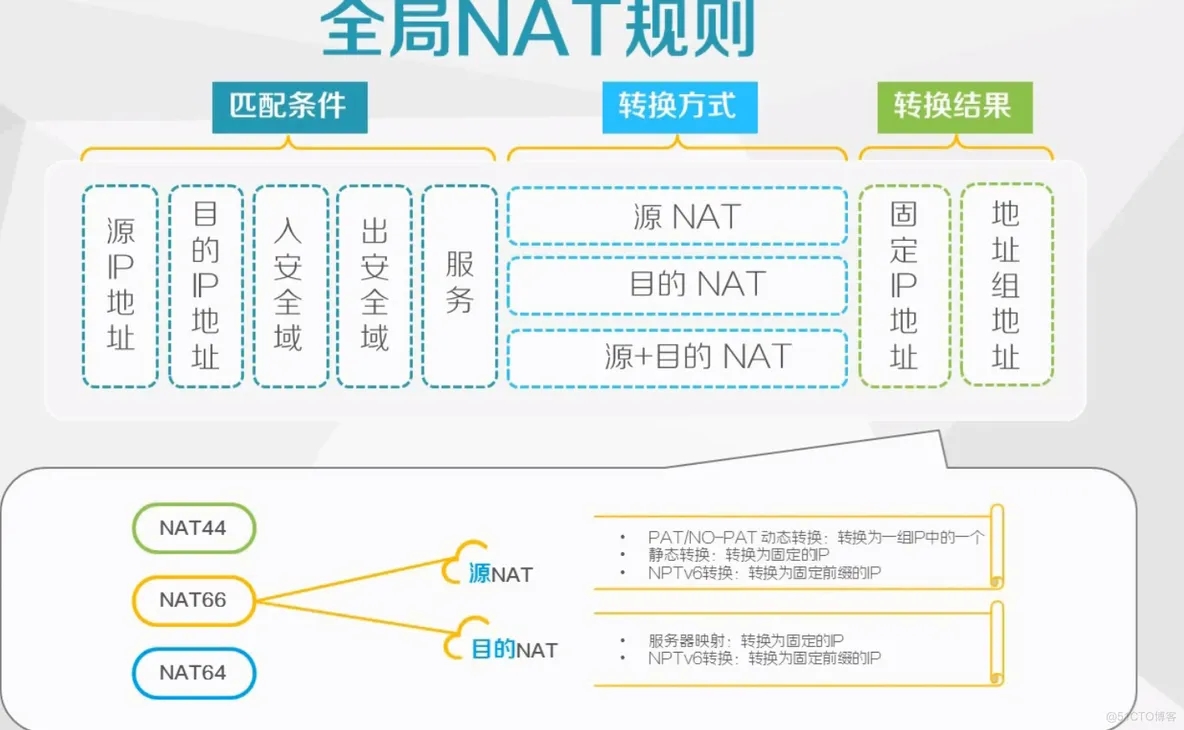 全局NAT规则
匹配条件
转换方式
转换结果
源IP地址
目的IP地址
入安全域
出安全域
服务
源 NAT
目的 NAT
源+目的 NAT
固定IP地址
地址组地址
NAT44
NAT66
NAT64
源NAT
• PAT/NO-PAT 动态转换：转换为一组IP中的一个
• 静态转换：转换为固定的IP
• NPTv6转换：转换为固定前缀的IP
目的NAT
• 服务器映射：转换为固定的IP
• NPTv6转换：转换为固定前缀的IP
@51CTO博客